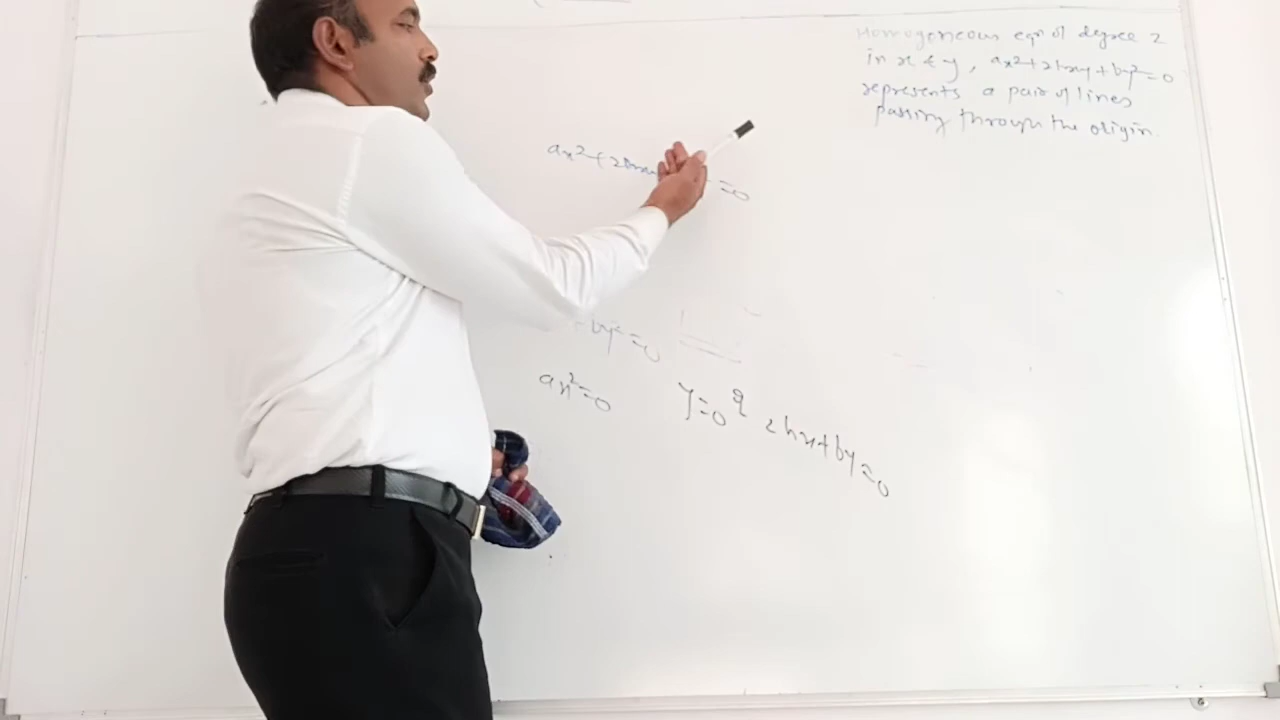 Homogeneous eqn of degree 2
in x & y, ax²+2hxy+by²=0
represents a pair of lines
passing through the origin.
ax²+2hxy =0
+by²=0
ax²=0 y=0 & 2hx+by=0